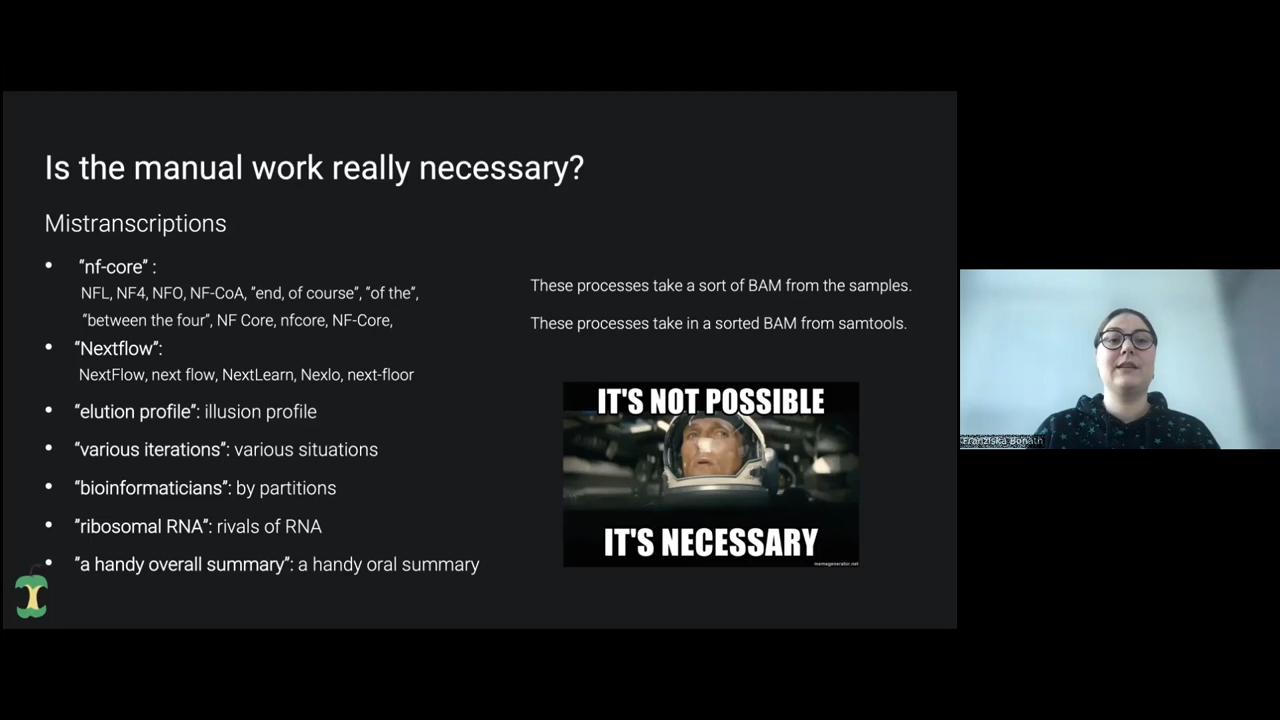 Is the manual work really necessary?
Mistranscriptions
• “nf-core” :
NFL, NF4, NFO, NF-CoA, ”end, of course”, “of the”,
“between the four”, NF Core, nfcore, NF-Core,
• “Nextflow”:
NextFlow, next flow, NextLearn, Nexlo, next-floor
• “elution profile”: illusion profile
• “various iterations”: various situations
• “bioinformaticians”: by partitions
• ”ribosomal RNA”: rivals of RNA
• ”a handy overall summary”: a handy oral summary
These processes take a sort of BAM from the samples.
These processes take in a sorted BAM from samtools.
IT'S NOT POSSIBLE
IT'S NECESSARY
memegenerator.net
Franziska Bonath